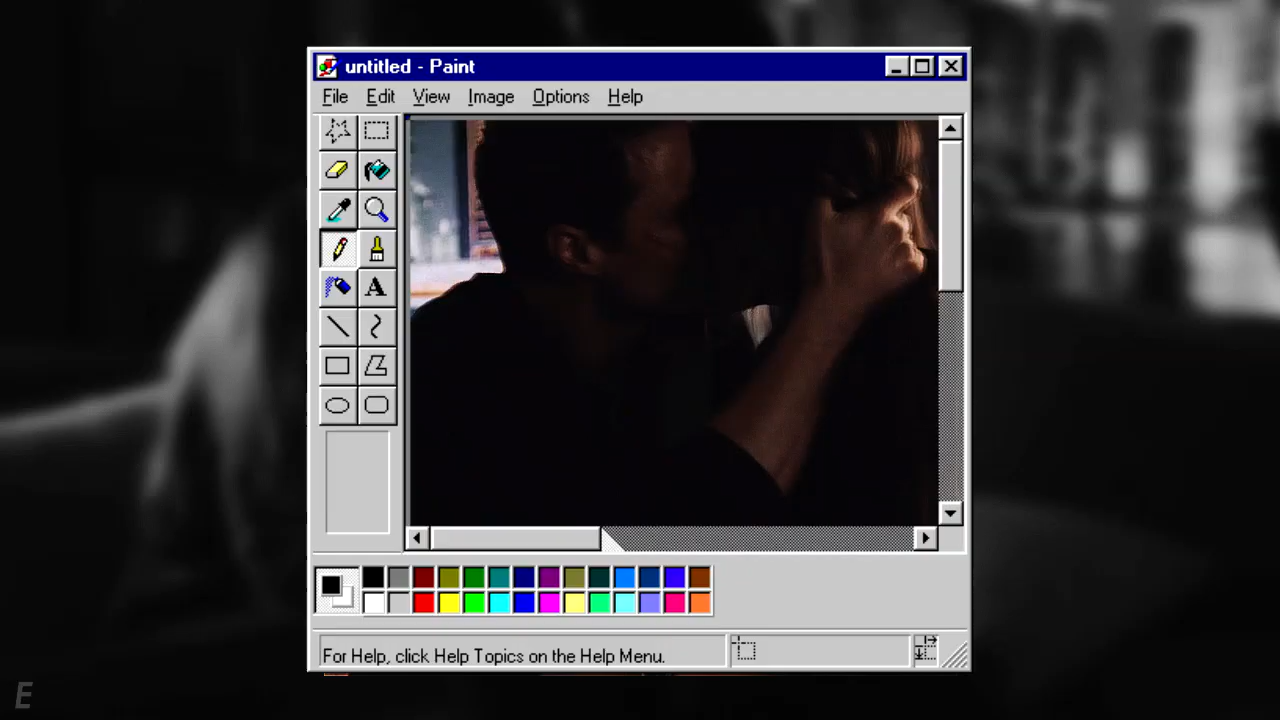 untitled - Paint
File Edit View Image Options Help
A
For Help, click Help Topics on the Help Menu.
E